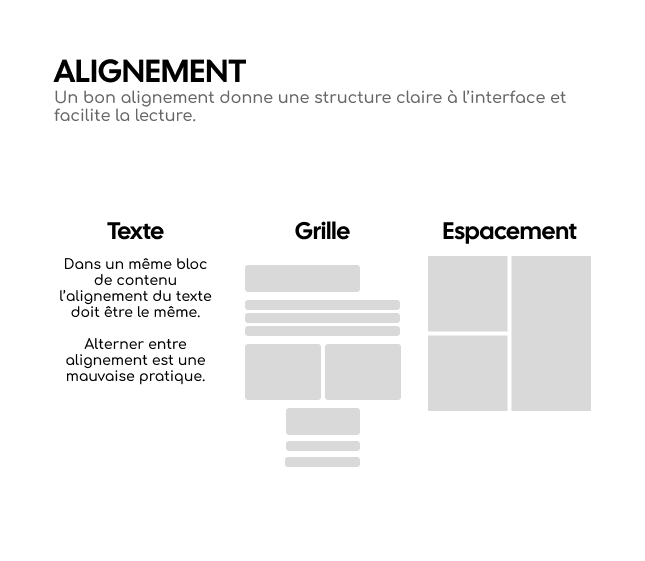 ALIGNEMENT
Un bon alignement donne une structure claire à l’interface et
facilite la lecture.
Texte
Dans un même bloc
de contenu
l’alignement du texte
doit être le même.
Alterner entre
alignement est une
mauvaise pratique.
Grille
Espacement